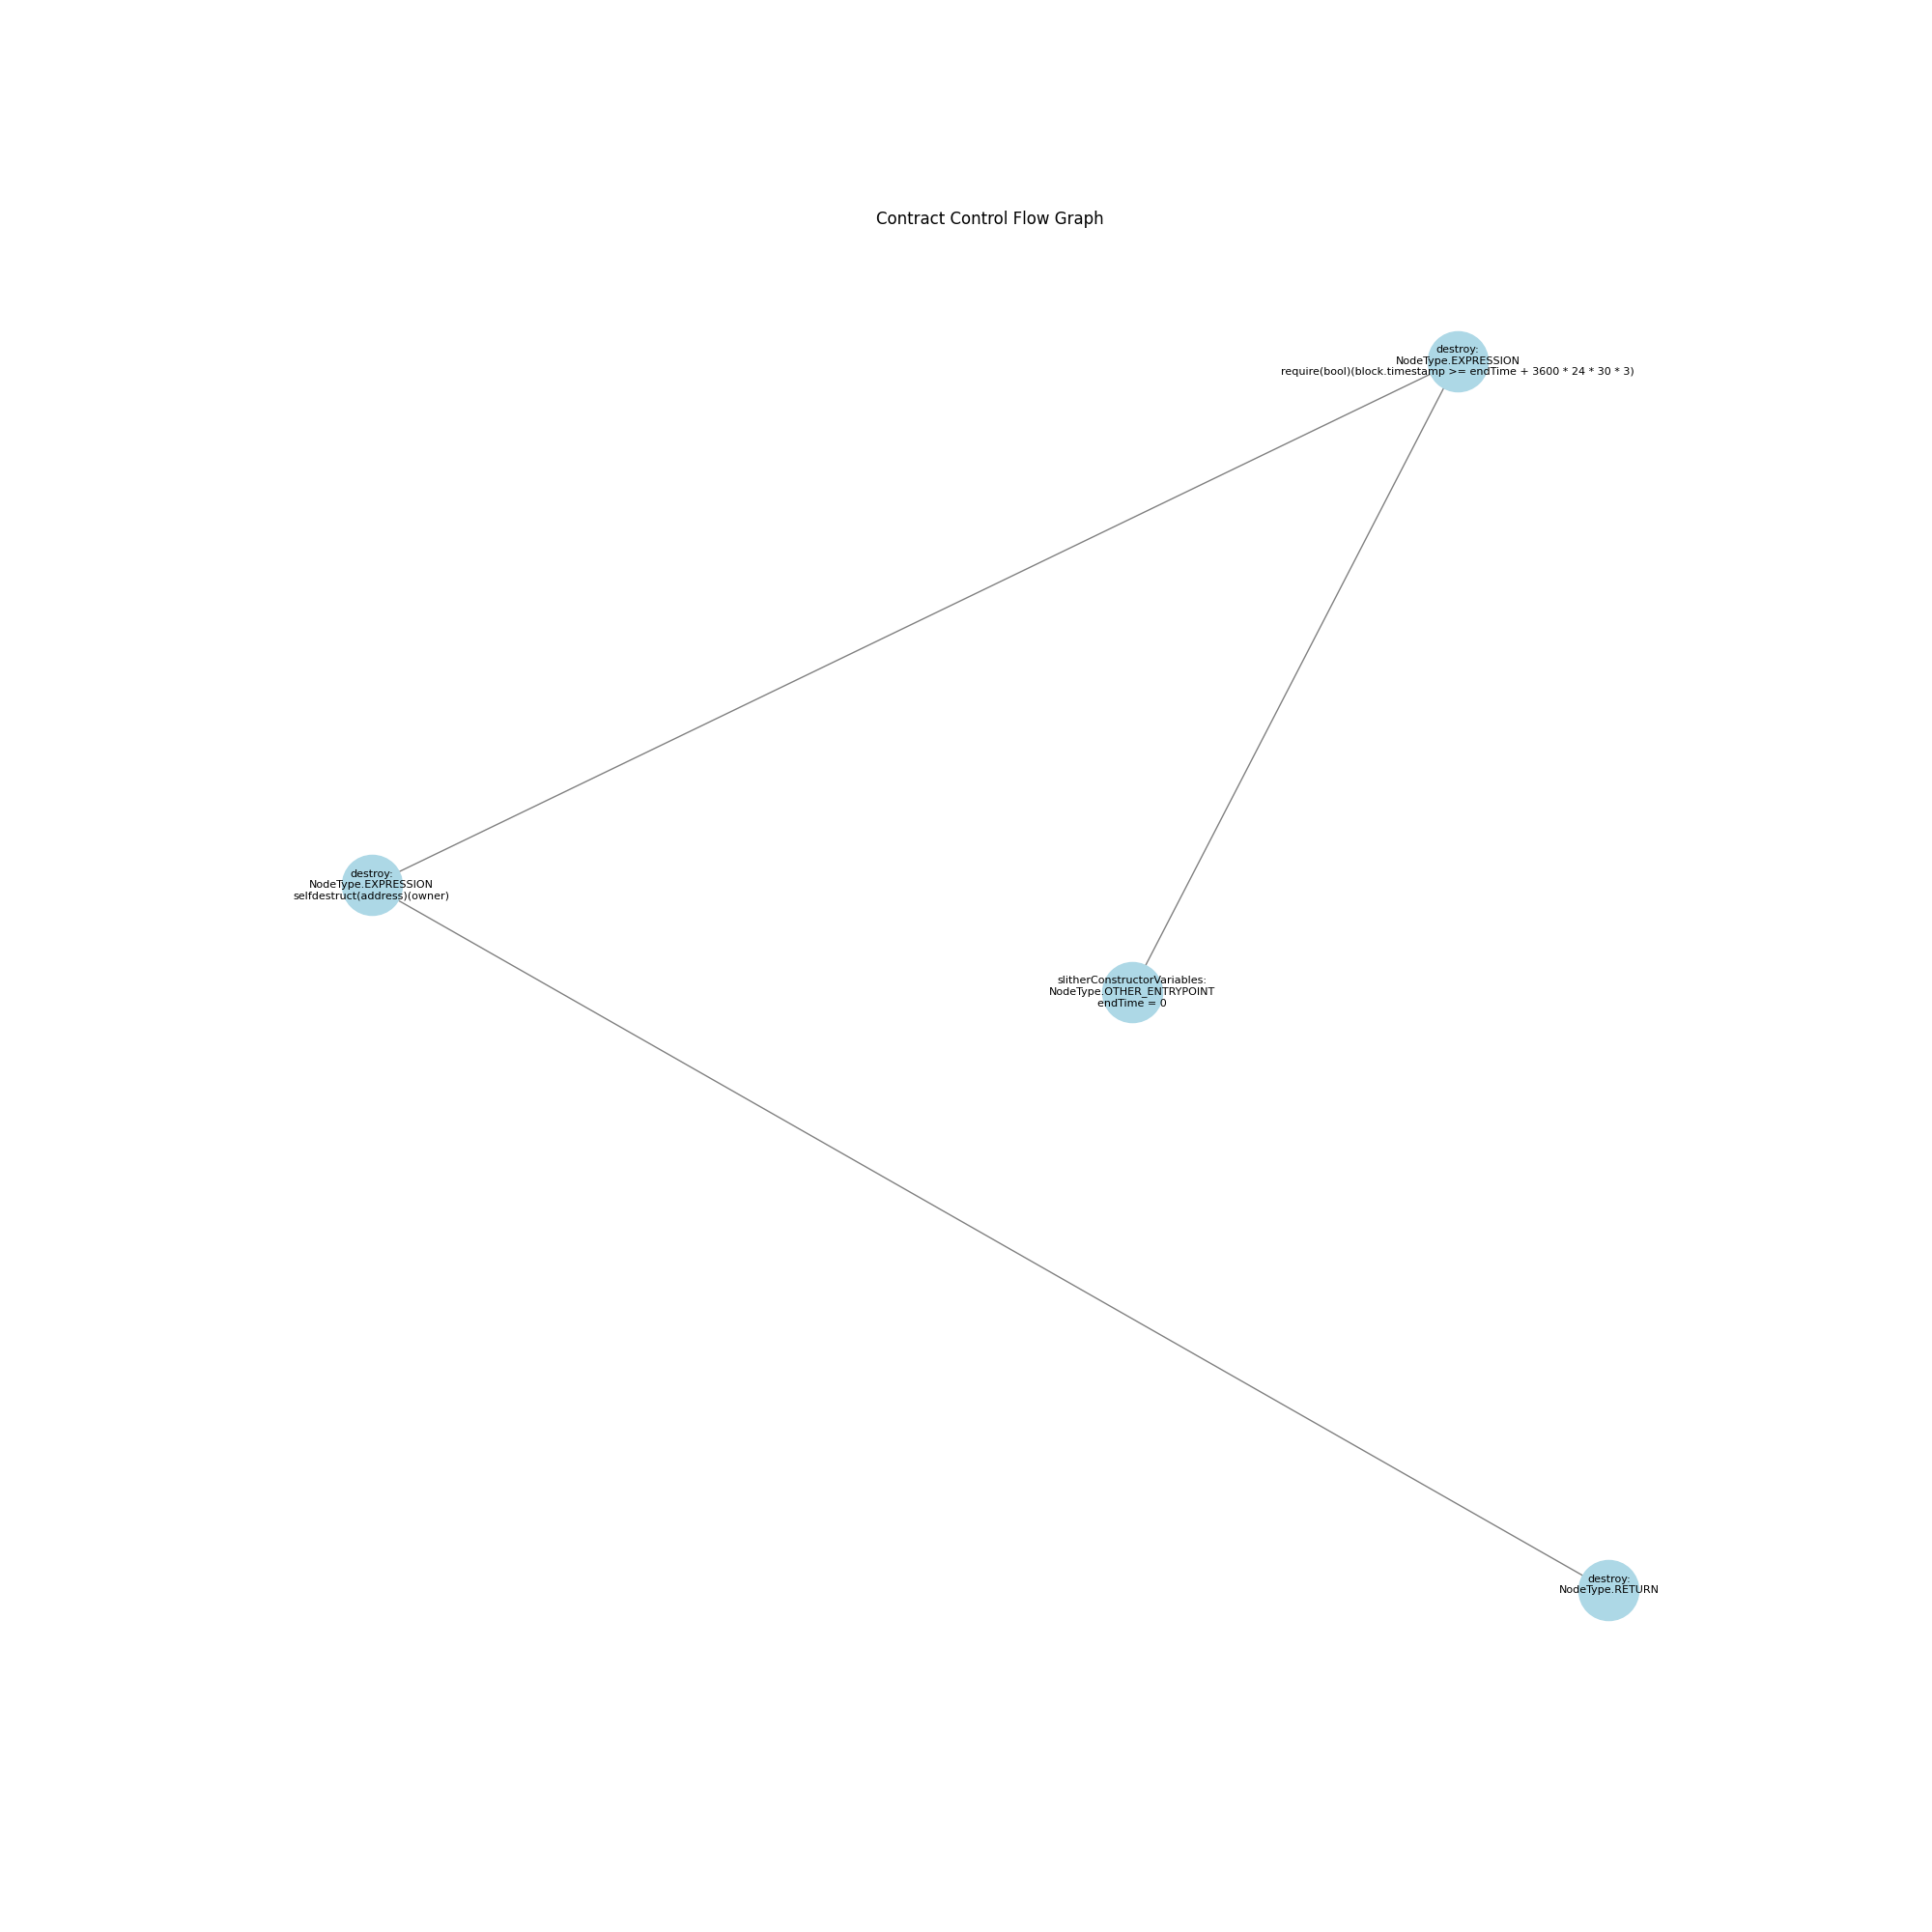 Contract Control Flow Graph
destroy:
NodeType.EXPRESSION
require(bool)(block.timestamp >= endTime + 3600 * 24 * 30 * 3)
destroy:
NodeType.EXPRESSION
selfdestruct(address)(owner)
slitherConstructorVariables:
NodeType.OTHER_ENTRYPOINT
endTime = 0
destroy:
NodeType.RETURN